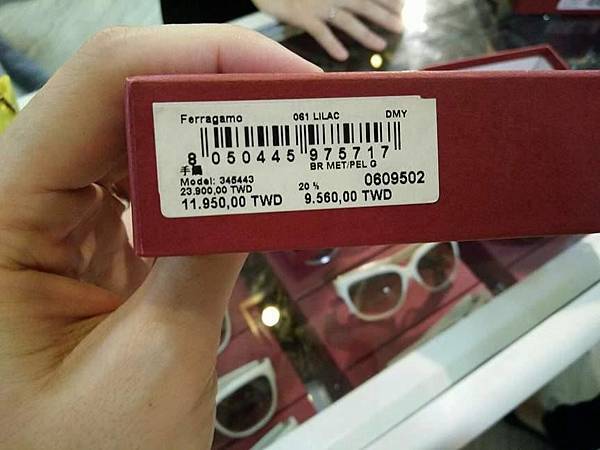 Ferragamo 061 LILAC DMY
8 050445 975717
手鐲 BR MET/PEL G
Model: 345443 0609502
23.900,00 TWD 20 %
11.950,00 TWD 9.560,00 TWD